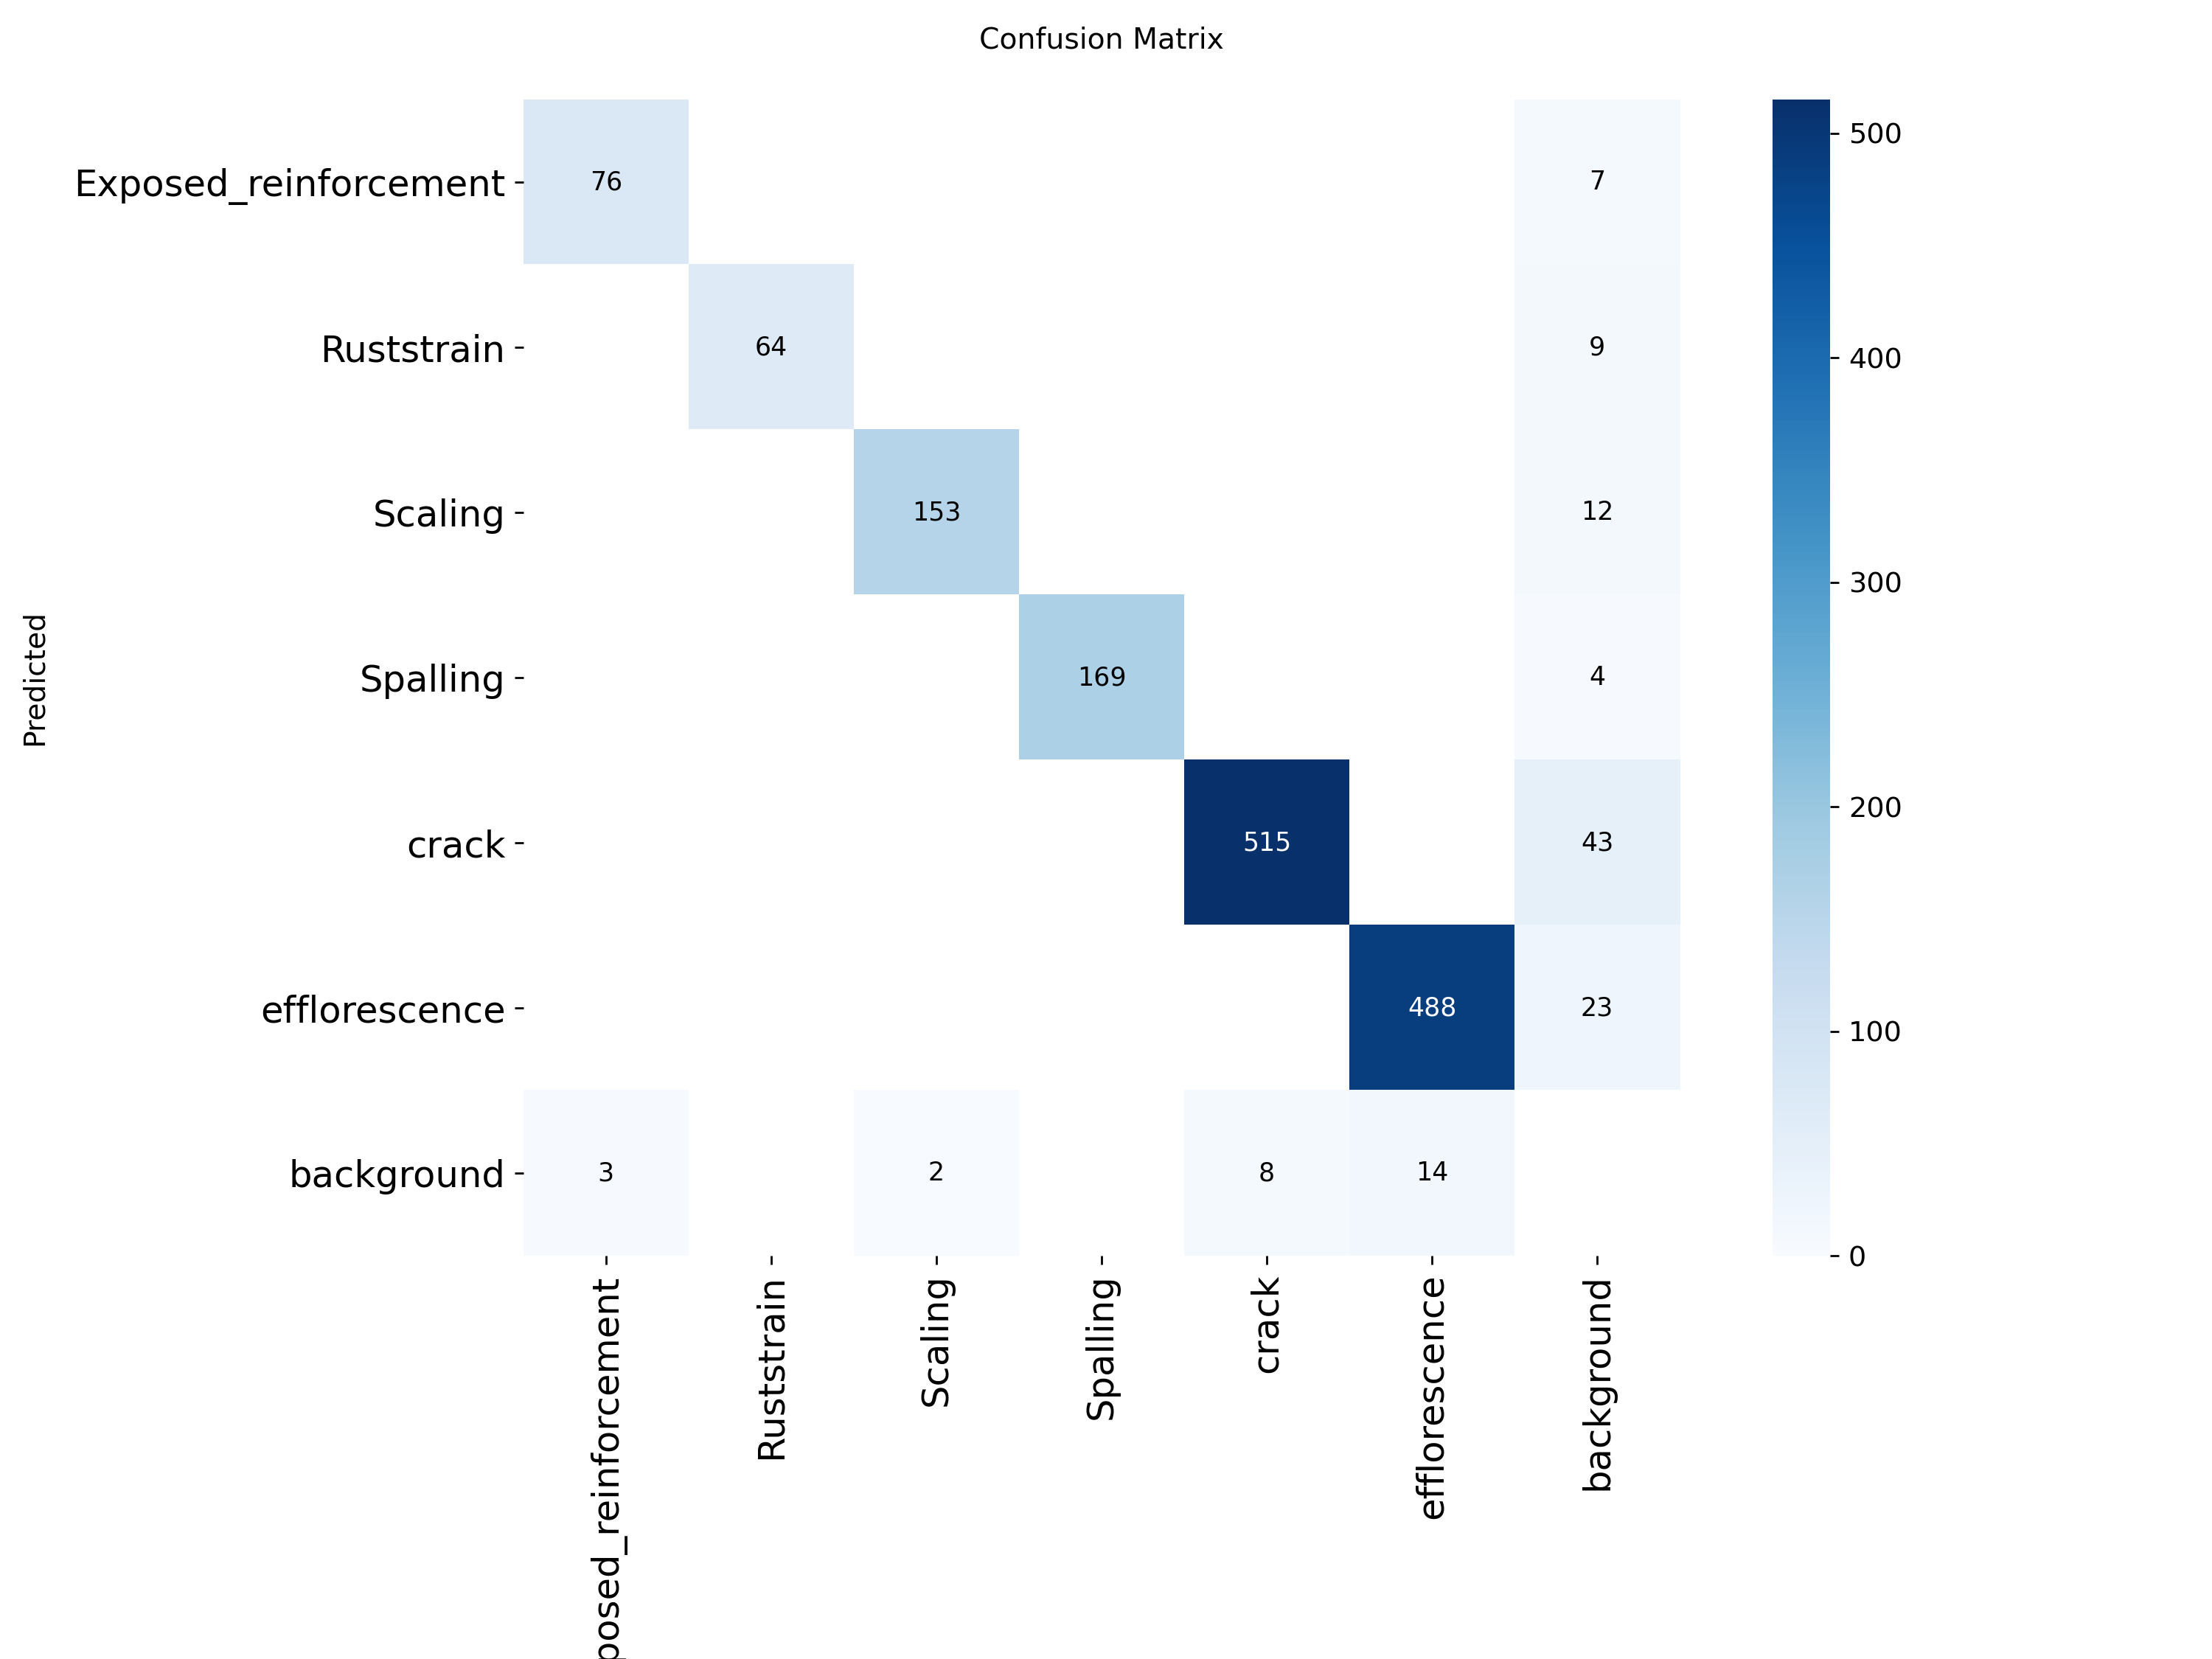 Confusion Matrix
Exposed_reinforcement
76
7
500
Ruststrain
64
9
400
Scaling
153
12
300
Predicted
Spalling
169
4
200
crack
515
43
efflorescence
488
23
100
background
3
2
8
14
0
posed_reinforcement
Ruststrain
Scaling
Spalling
crack
efflorescence
background